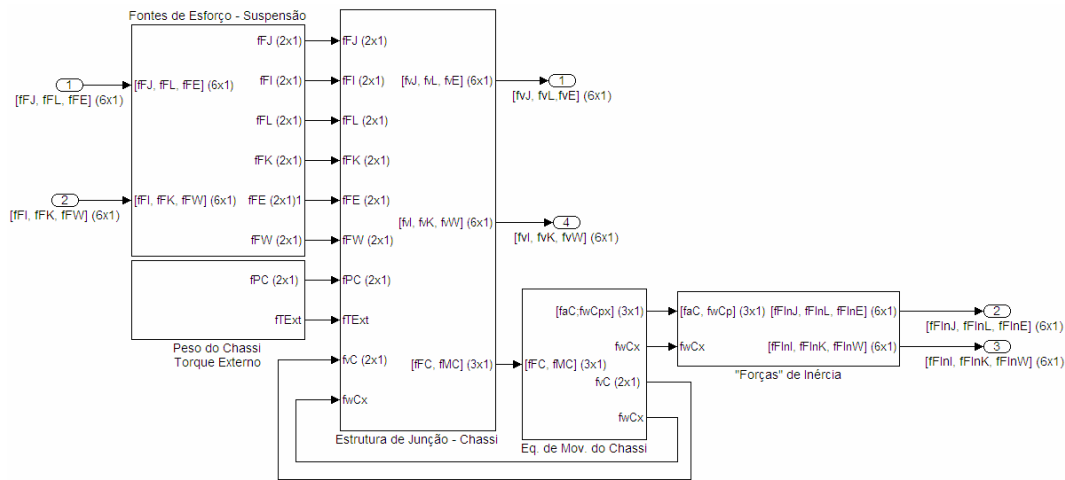 Fontes de Esforço - Suspensão
1
[fFJ, fFL, fFE] (6x1)
2
[fFI, fFK, fFW] (6x1)
[fFJ, fFL, fFE] (6x1)
[fFI, fFK, fFW] (6x1)
fFJ (2x1)
fFI (2x1)
fFL (2x1)
fFK (2x1)
fFE (2x1)1
fFW (2x1)
fPC (2x1)
fTExt
Peso do Chassi
Torque Externo
fFJ (2x1)
fFI (2x1)
fFL (2x1)
fFK (2x1)
fFE (2x1)
fFW (2x1)
fPC (2x1)
fTExt
fvC (2x1)
fwCx
[fvJ, fvL, fvE] (6x1)
[fvI, fvK, fvW] (6x1)
[fFC, fMC] (3x1)
Estrutura de Junção - Chassi
1
[fvJ, fvL,fvE] (6x1)
4
[fvI, fvK, fvW] (6x1)
[fFC, fMC] (3x1)
[faC,fwCpx] (3x1)
fwCx
fvC (2x1)
fwCx
Eq. de Mov. do Chassi
[faC, fwCp] (3x1)
fwCx
[fFInJ, fFInL, fFInE] (6x1)
[fFInI, fFInK, fFInW] (6x1)
"Forças" de Inércia
2
[fFInJ, fFInL, fFInE] (6x1)
3
[fFInI, fFInK, fFInW] (6x1)